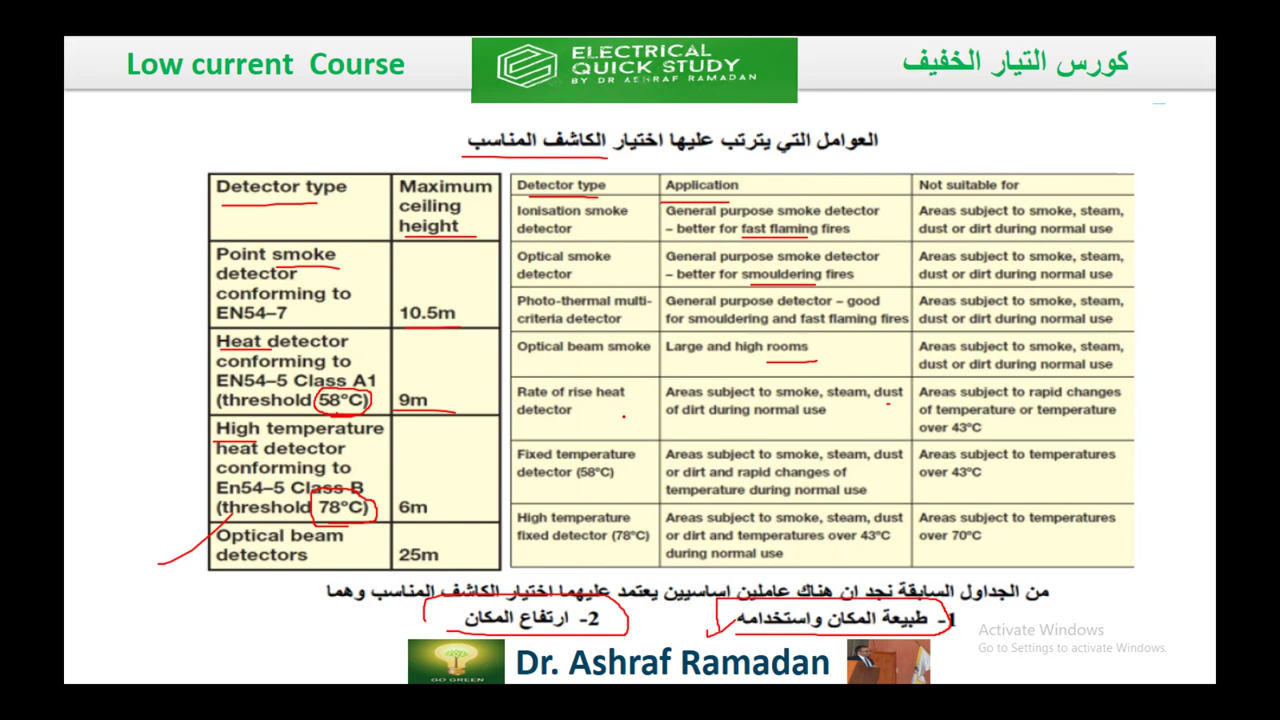 Low current Course
ELECTRICAL
QUICK STUDY
BY DR ASHRAF RAMADAN
كورس التيار الخفيف
العوامل التي يترتب عليها اختيار الكاشف المناسب
Detector type
Maximum
ceiling
height
Point smoke
detector
conforming to
EN54–7
10.5m
Heat detector
conforming to
EN54–5 Class A1
(threshold 58°C)
9m
High temperature
heat detector
conforming to
En54–5 Class B
(threshold 78°C)
6m
Optical beam
detectors
25m
Detector type
Application
Not suitable for
Ionisation smoke
detector
General purpose smoke detector
– better for fast flaming fires
Areas subject to smoke, steam,
dust or dirt during normal use
Optical smoke
detector
General purpose smoke detector
– better for smouldering fires
Areas subject to smoke, steam,
dust or dirt during normal use
Photo-thermal multi-
criteria detector
General purpose detector – good
for smouldering and fast flaming fires
Areas subject to smoke, steam,
dust or dirt during normal use
Optical beam smoke
Large and high rooms
Areas subject to smoke, steam,
dust or dirt during normal use
Rate of rise heat
detector
Areas subject to smoke, steam, dust
of dirt during normal use
Areas subject to rapid changes
of temperature or temperature
over 43°C
Fixed temperature
detector (58°C)
Areas subject to smoke, steam, dust
or dirt and rapid changes of
temperature during normal use
Areas subject to temperatures
over 43°C
High temperature
fixed detector (78°C)
Areas subject to smoke, steam, dust
or dirt and temperatures over 43°C
during normal use
Areas subject to temperatures
over 70°C
من الجداول السابقة نجد ان هناك عاملين اساسيين يعتمد عليهما اختيار الكاشف المناسب وهما
1- طبيعة المكان واستخدامه
2- ارتفاع المكان
Activate Windows
Go to Settings to activate Windows.
GO GREEN
Dr. Ashraf Ramadan